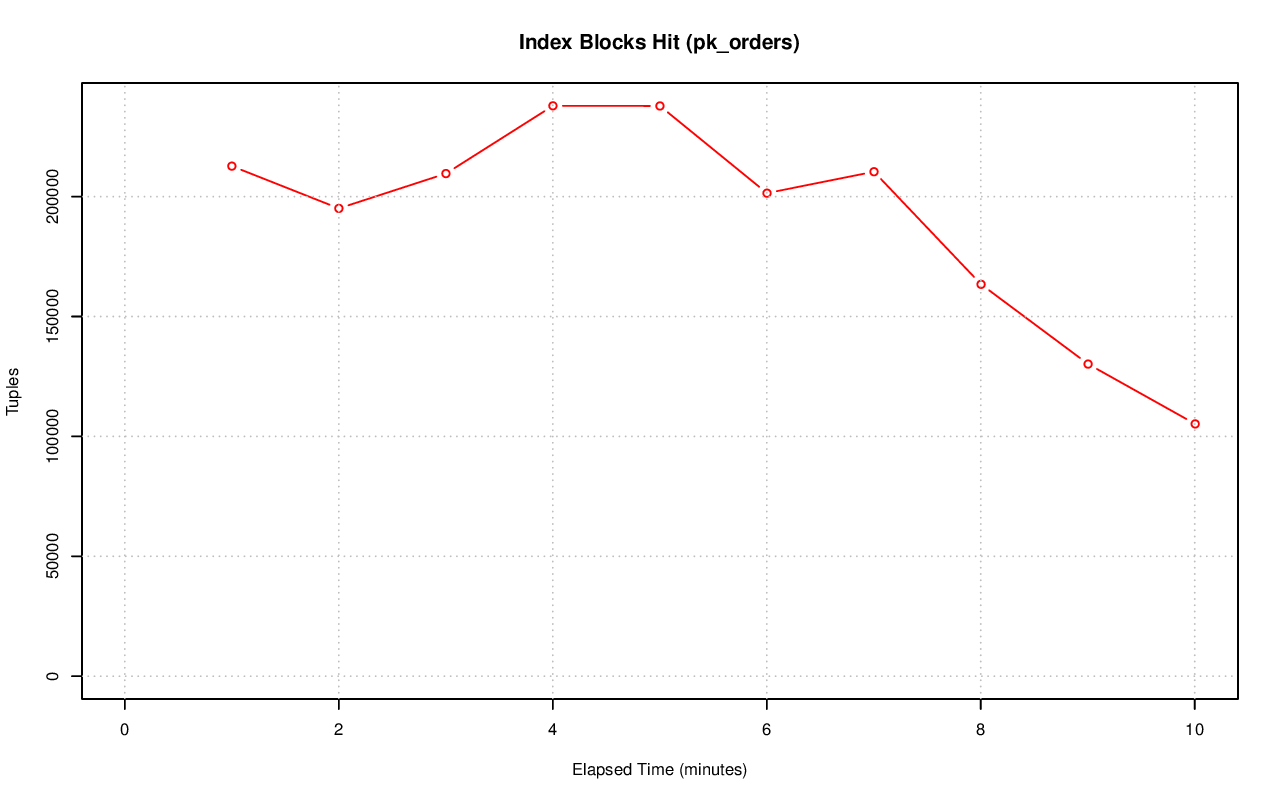 Index Blocks Hit (pk_orders)
Tuples
200000
150000
100000
50000
0
0 2 4 6 8 10
Elapsed Time (minutes)